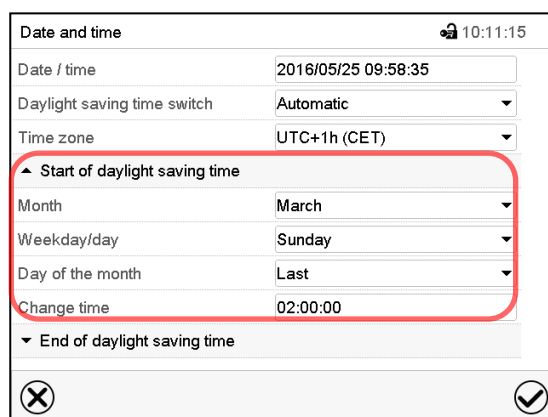 Date and time 10:11:15
Date / time 2016/05/25 09:58:35
Daylight saving time switch Automatic
Time zone UTC+1h (CET)
Start of daylight saving time
Month March
Weekday/day Sunday
Day of the month Last
Change time 02:00:00
End of daylight saving time